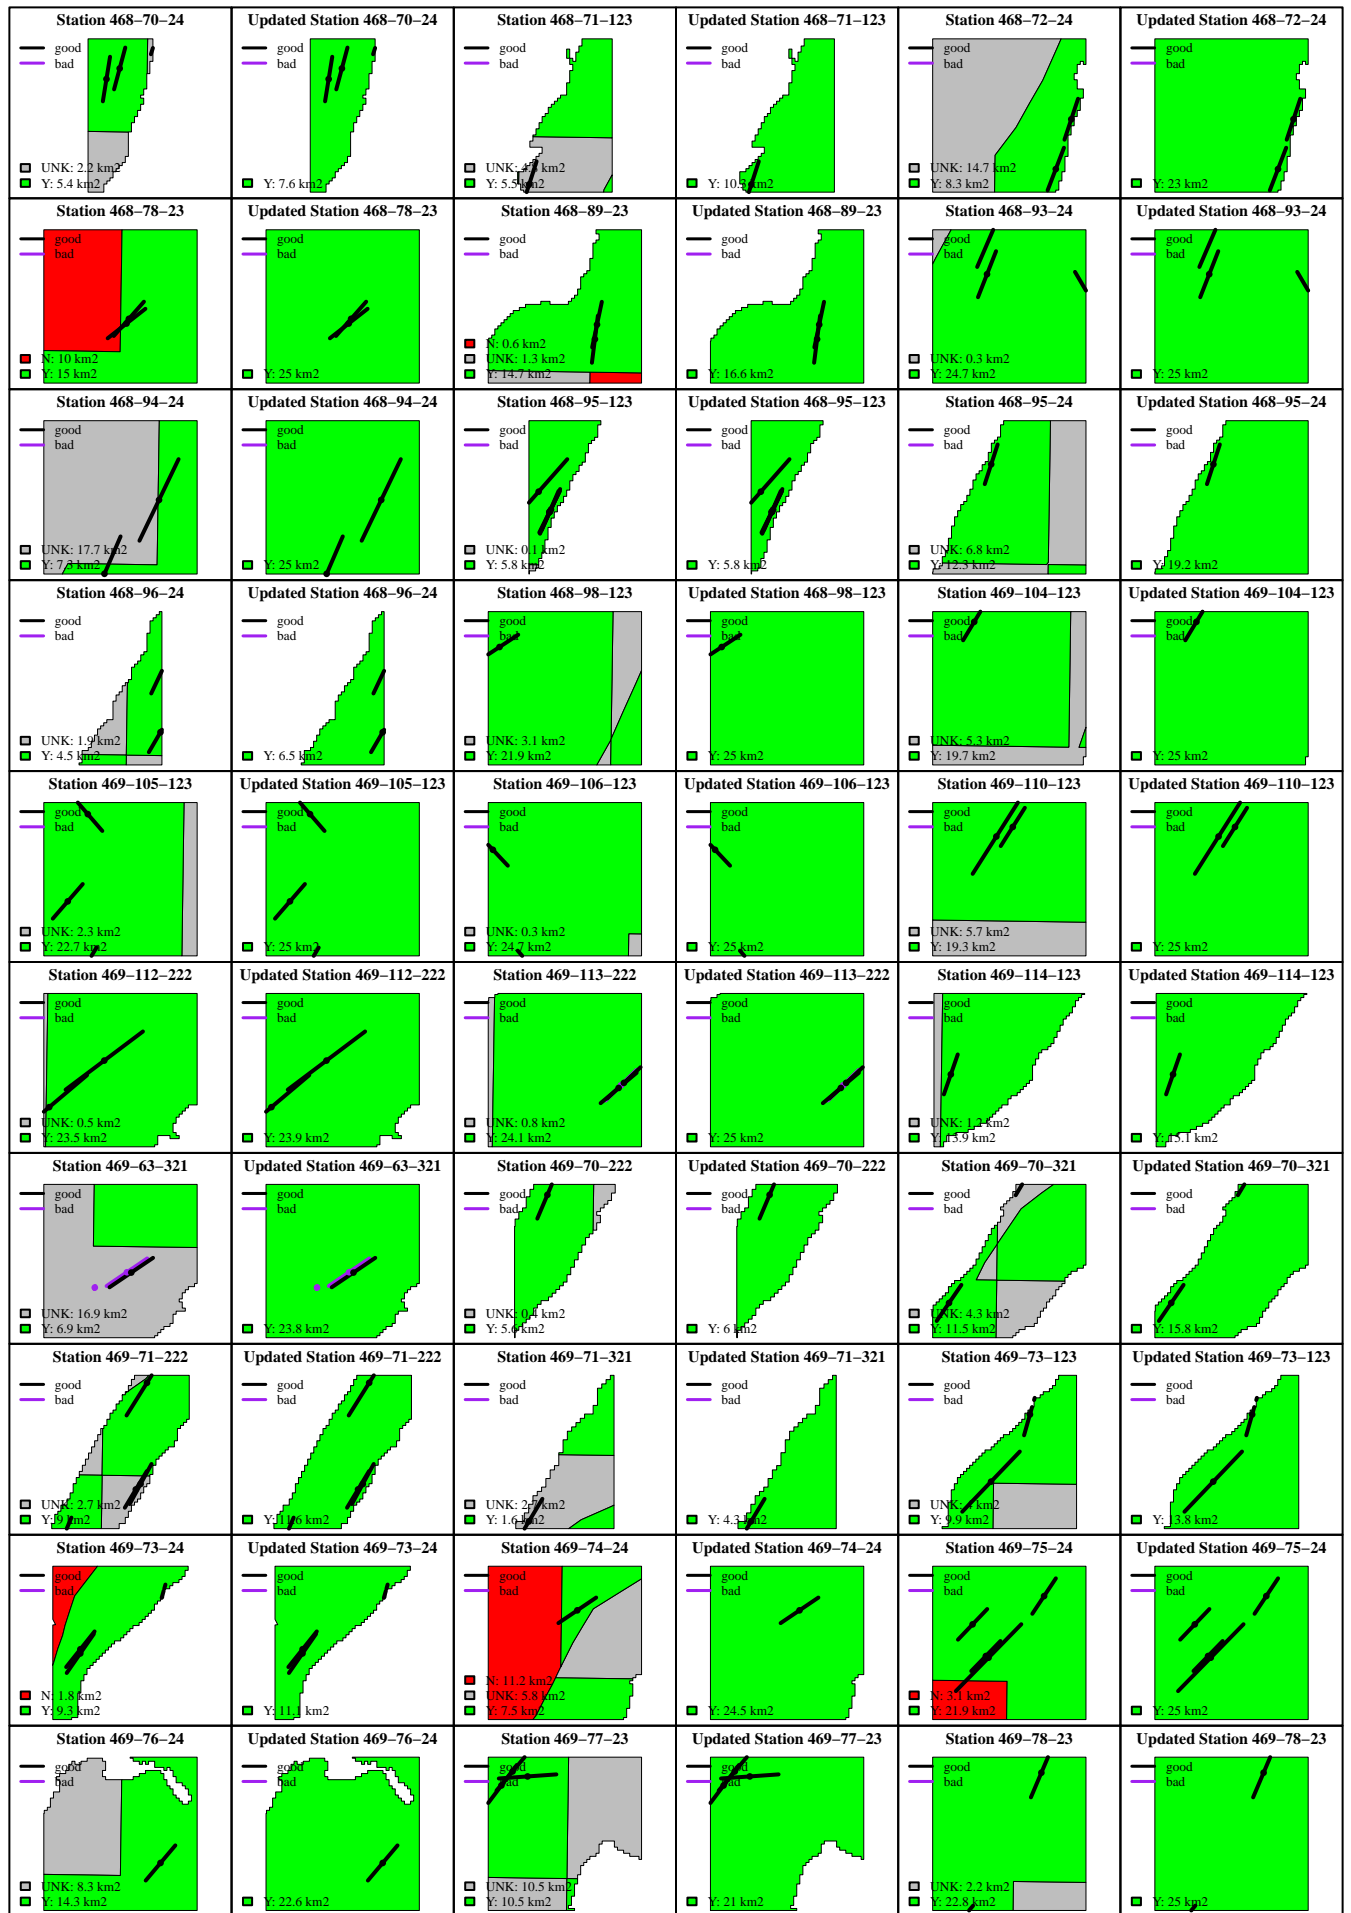 Station 468−70−24
good
bad
UNK: 2.2 km2
Y: 5.4 km2
Updated Station 468−70−24
good
bad
Y: 7.6 km2
Station 468−71−123
good
bad
UNK: 4. km2
Y: 5.5 km2
Updated Station 468−71−123
good
bad
Y: 10. km2
Station 468−72−24
good
bad
UNK: 14.7 km2
Y: 8.3 km2
Updated Station 468−72−24
good
bad
Y: 23 km2
Station 468−78−23
good
bad
N: 10 km2
Y: 15 km2
Updated Station 468−78−23
good
bad
Y: 25 km2
Station 468−89−23
good
bad
N: 0.6 km2
UNK: 1.3 km2
Y: 14.7 km2
Updated Station 468−89−23
good
bad
Y: 16.6 km2
Station 468−93−24
good
bad
UNK: 0.3 km2
Y: 24.7 km2
Updated Station 468−93−24
good
bad
Y: 25 km2
Station 468−94−24
good
bad
UNK: 17.7 km2
Y: 7.3 km2
Updated Station 468−94−24
good
bad
Y: 25 km2
Station 468−95−123
good
bad
UNK: 0.1 km2
Y: 5.8 km2
Updated Station 468−95−123
good
bad
Y: 5.8 km2
Station 468−95−24
good
bad
UNK: 6.8 km2
Y: 12.3 km2
Updated Station 468−95−24
good
bad
Y: 19.2 km2
Station 468−96−24
good
bad
UNK: 1.9 km2
Y: 4.5 km2
Updated Station 468−96−24
good
bad
Y: 6.5 km2
Station 468−98−123
good
bad
UNK: 3.1 km2
Y: 21.9 km2
Updated Station 468−98−123
good
bad
Y: 25 km2
Station 469−104−123
good
bad
UNK: 5.3 km2
Y: 19.7 km2
Updated Station 469−104−123
good
bad
Y: 25 km2
Station 469−105−123
good
bad
UNK: 2.3 km2
Y: 22.7 km2
Updated Station 469−105−123
good
bad
Y: 25 km2
Station 469−106−123
good
bad
UNK: 0.3 km2
Y: 24.7 km2
Updated Station 469−106−123
good
bad
Y: 25 km2
Station 469−110−123
good
bad
UNK: 5.7 km2
Y: 19.3 km2
Updated Station 469−110−123
good
bad
Y: 25 km2
Station 469−112−222
good
bad
UNK: 0.5 km2
Y: 23.5 km2
Updated Station 469−112−222
good
bad
Y: 23.9 km2
Station 469−113−222
good
bad
UNK: 0.8 km2
Y: 24.1 km2
Updated Station 469−113−222
good
bad
Y: 25 km2
Station 469−114−123
good
bad
UNK: 1.2 km2
Y: 13.9 km2
Updated Station 469−114−123
good
bad
Y: 15.1 km2
Station 469−63−321
good
bad
UNK: 16.9 km2
Y: 6.9 km2
Updated Station 469−63−321
good
bad
Y: 23.8 km2
Station 469−70−222
good
bad
UNK: 0.4 km2
Y: 5.6 km2
Updated Station 469−70−222
good
bad
Y: 6 km2
Station 469−70−321
good
bad
UNK: 4.3 km2
Y: 11.5 km2
Updated Station 469−70−321
good
bad
Y: 15.8 km2
Station 469−71−222
good
bad
UNK: 2.7 km2
Y: 9 km2
Updated Station 469−71−222
good
bad
Y: 11.6 km2
Station 469−71−321
good
bad
UNK: 2.7 km2
Y: 1.6 km2
Updated Station 469−71−321
good
bad
Y: 4.3 km2
Station 469−73−123
good
bad
UNK: 4 km2
Y: 9.9 km2
Updated Station 469−73−123
good
bad
Y: 13.8 km2
Station 469−73−24
good
bad
N: 1.8 km2
Y: 9.3 km2
Updated Station 469−73−24
good
bad
Y: 11.1 km2
Station 469−74−24
good
bad
N: 11.2 km2
UNK: 5.8 km2
Y: 7.5 km2
Updated Station 469−74−24
good
bad
Y: 24.5 km2
Station 469−75−24
good
bad
N: 3.1 km2
Y: 21.9 km2
Updated Station 469−75−24
good
bad
Y: 25 km2
Station 469−76−24
good
bad
UNK: 8.3 km2
Y: 14.3 km2
Updated Station 469−76−24
good
bad
Y: 22.6 km2
Station 469−77−23
good
bad
UNK: 10.5 km2
Y: 10.5 km2
Updated Station 469−77−23
good
bad
Y: 21 km2
Station 469−78−23
good
bad
UNK: 2.2 km2
Y: 22.8 km2
Updated Station 469−78−23
good
bad
Y: 25 km2